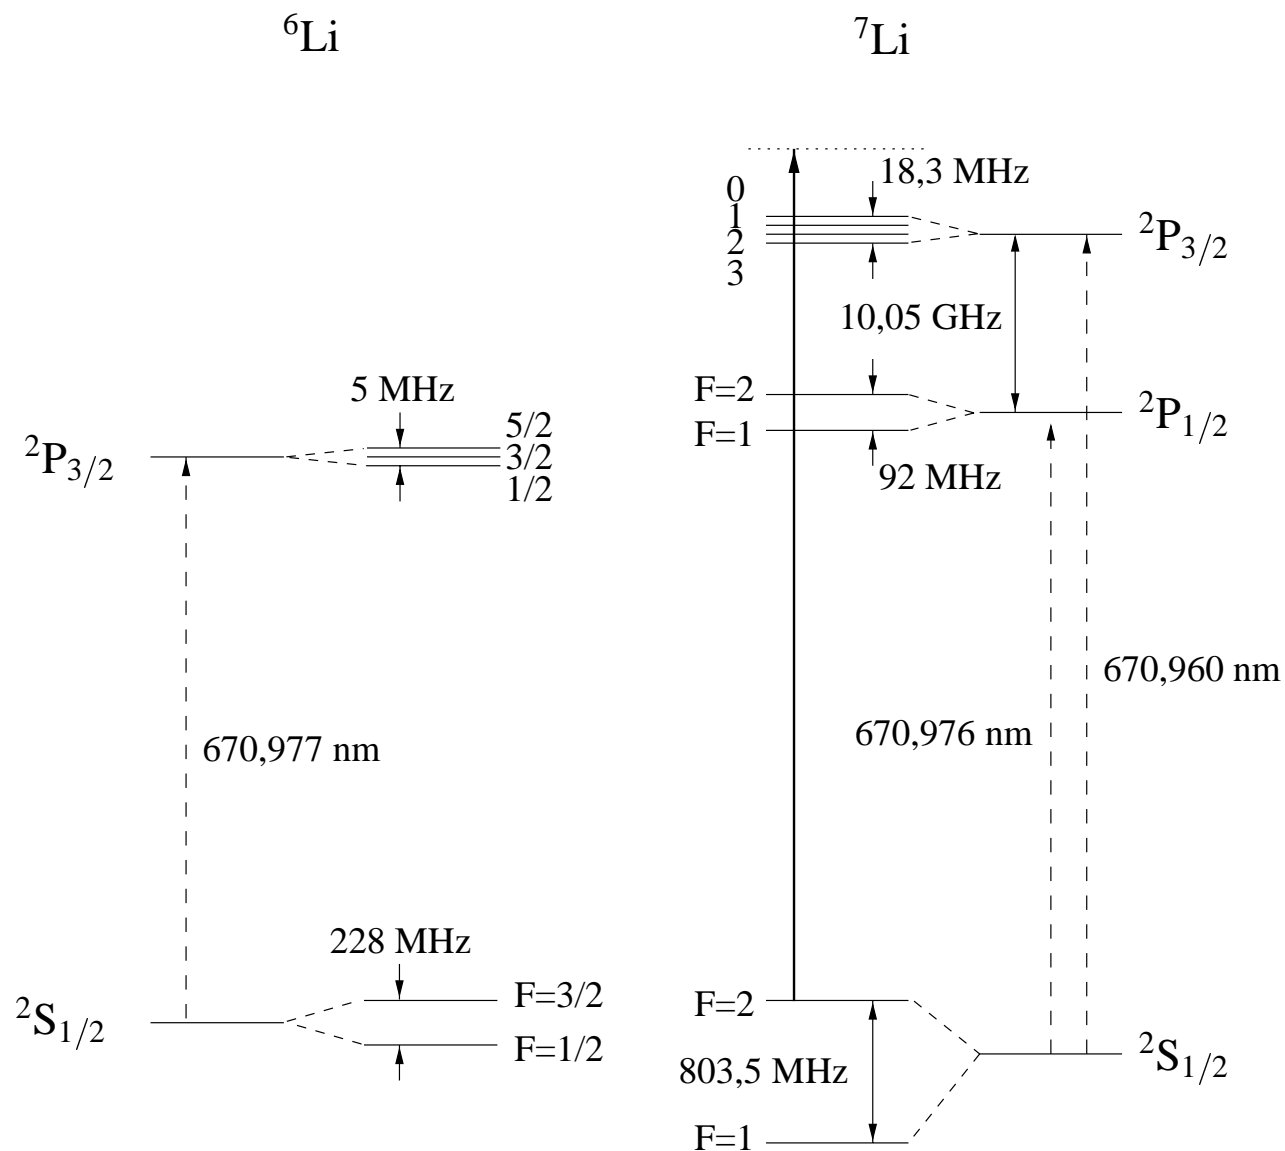 ⁶Li
⁷Li
18,3 MHz
0
1
2
3
²P₃/₂
10,05 GHz
5 MHz
²P₃/₂
5/2
3/2
1/2
F=2
F=1
²P₁/₂
92 MHz
670,977 nm
670,976 nm
670,960 nm
228 MHz
²S₁/₂
F=3/2
F=1/2
F=2
803,5 MHz
F=1
²S₁/₂